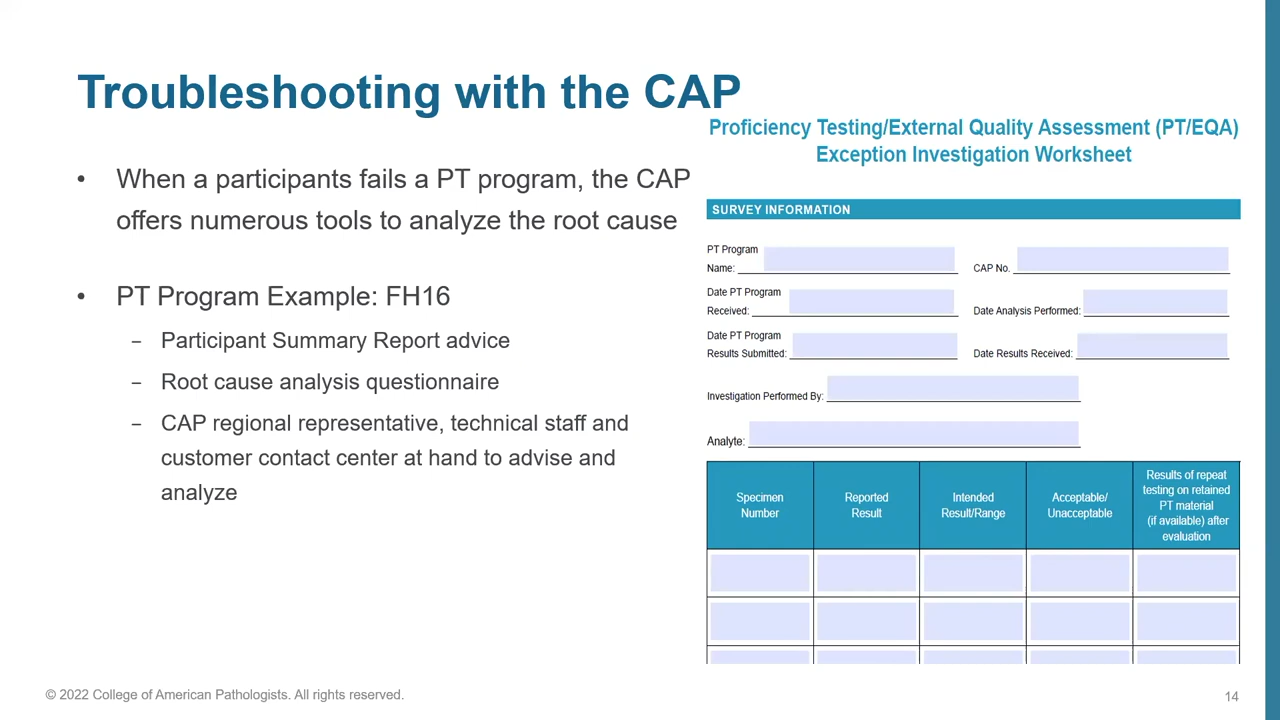 Troubleshooting with the CAP
• When a participants fails a PT program, the CAP
offers numerous tools to analyze the root cause
• PT Program Example: FH16
– Participant Summary Report advice
– Root cause analysis questionnaire
– CAP regional representative, technical staff and
customer contact center at hand to advise and
analyze
Proficiency Testing/External Quality Assessment (PT/EQA)
Exception Investigation Worksheet
SURVEY INFORMATION
PT Program
Name:
CAP No.
Date PT Program
Received:
Date Analysis Performed:
Date PT Program
Results Submitted:
Date Results Received:
Investigation Performed By:
Analyte:
Specimen
Number
Reported
Result
Intended
Result/Range
Acceptable/
Unacceptable
Results of repeat
testing on retained
PT material
(if available) after
evaluation
© 2022 College of American Pathologists. All rights reserved.
14